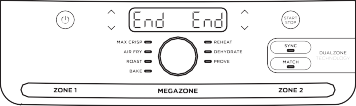 End End
START
STOP
MAX CRISP
AIR FRY
ROAST
BAKE
REHEAT
DEHYDRATE
PROVE
SYNC
MATCH
DUALZONE
TECHNOLOGY
ZONE 1
MEGAZONE
ZONE 2